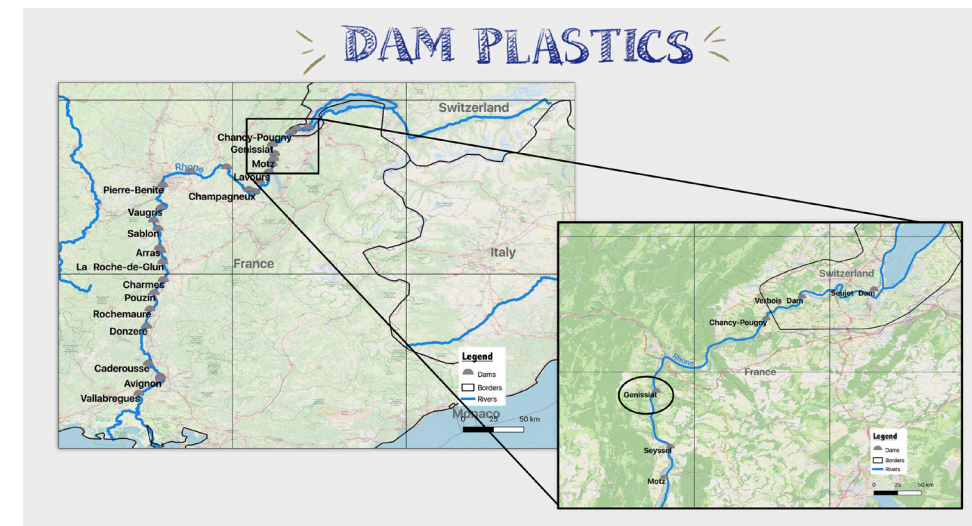 DAM PLASTICS
Switzerland
Chancy-Pougny
Genissiat
Motz
Lavours
Rhone
Champagneux
Pierre-Benite
Vaugris
Sablon
Arras
La Roche-de-Glun
France
Italy
Charmes
Pouzin
Rochemaure
Donzere
Caderousse
Avignon
Vallabregues
Legend
Dams
Borders
Rivers
Monaco
0 25 50 km
Switzerland
Seujet Dam
Verbois Dam
Chancy-Pougny
Rhone
France
Genissiat
Seyssel
Motz
Legend
Dams
Borders
Rivers
0 25 50 km